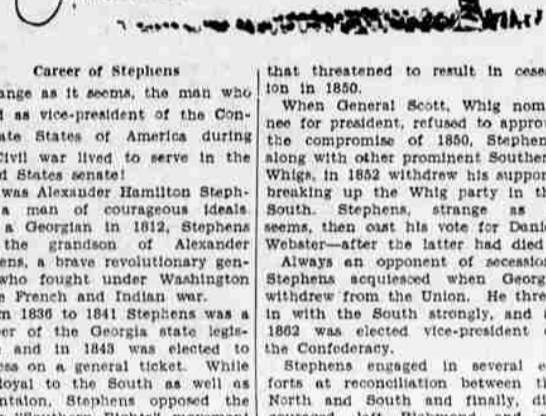 Career of Stephens
ange as it seems, the man who
d as vice-president of the Con-
ate States of America during
Civil war lived to serve in the
d States senate!
was Alexander Hamilton Steph-
a man of courageous ideals
a Georgian in 1812, Stephens
the grandson of Alexander
ens, a brave revolutionary gen-
who fought under Washington
e French and Indian war.
m 1836 to 1841 Stephens was a
er of the Georgia state legis-
and in 1843 was elected to
ess on a general ticket. While
loyal to the South as well as
ntalon, Stephens opposed the
that threatened to result in seces
ion in 1850.
When General Scott, Whig nom
nee for president, refused to approv
the compromise of 1850, Stephen
along with other prominent Souther
Whigs, in 1852 withdrew his suppor
breaking up the Whig party in th
South. Stephens, strange as
seems, then cast his vote for Danie
Webster—after the latter had died
Always an opponent of secession
Stephens acquiesced when Georg
withdrew from the Union. He thre
in with the South strongly, and
1862 was elected vice-president
the Confederacy.
Stephens engaged in several e
forts at reconciliation between th
North and South and finally, di